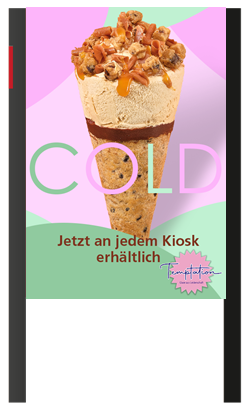 COLD
Jetzt an jedem Kiosk
erhältlich
Temptation